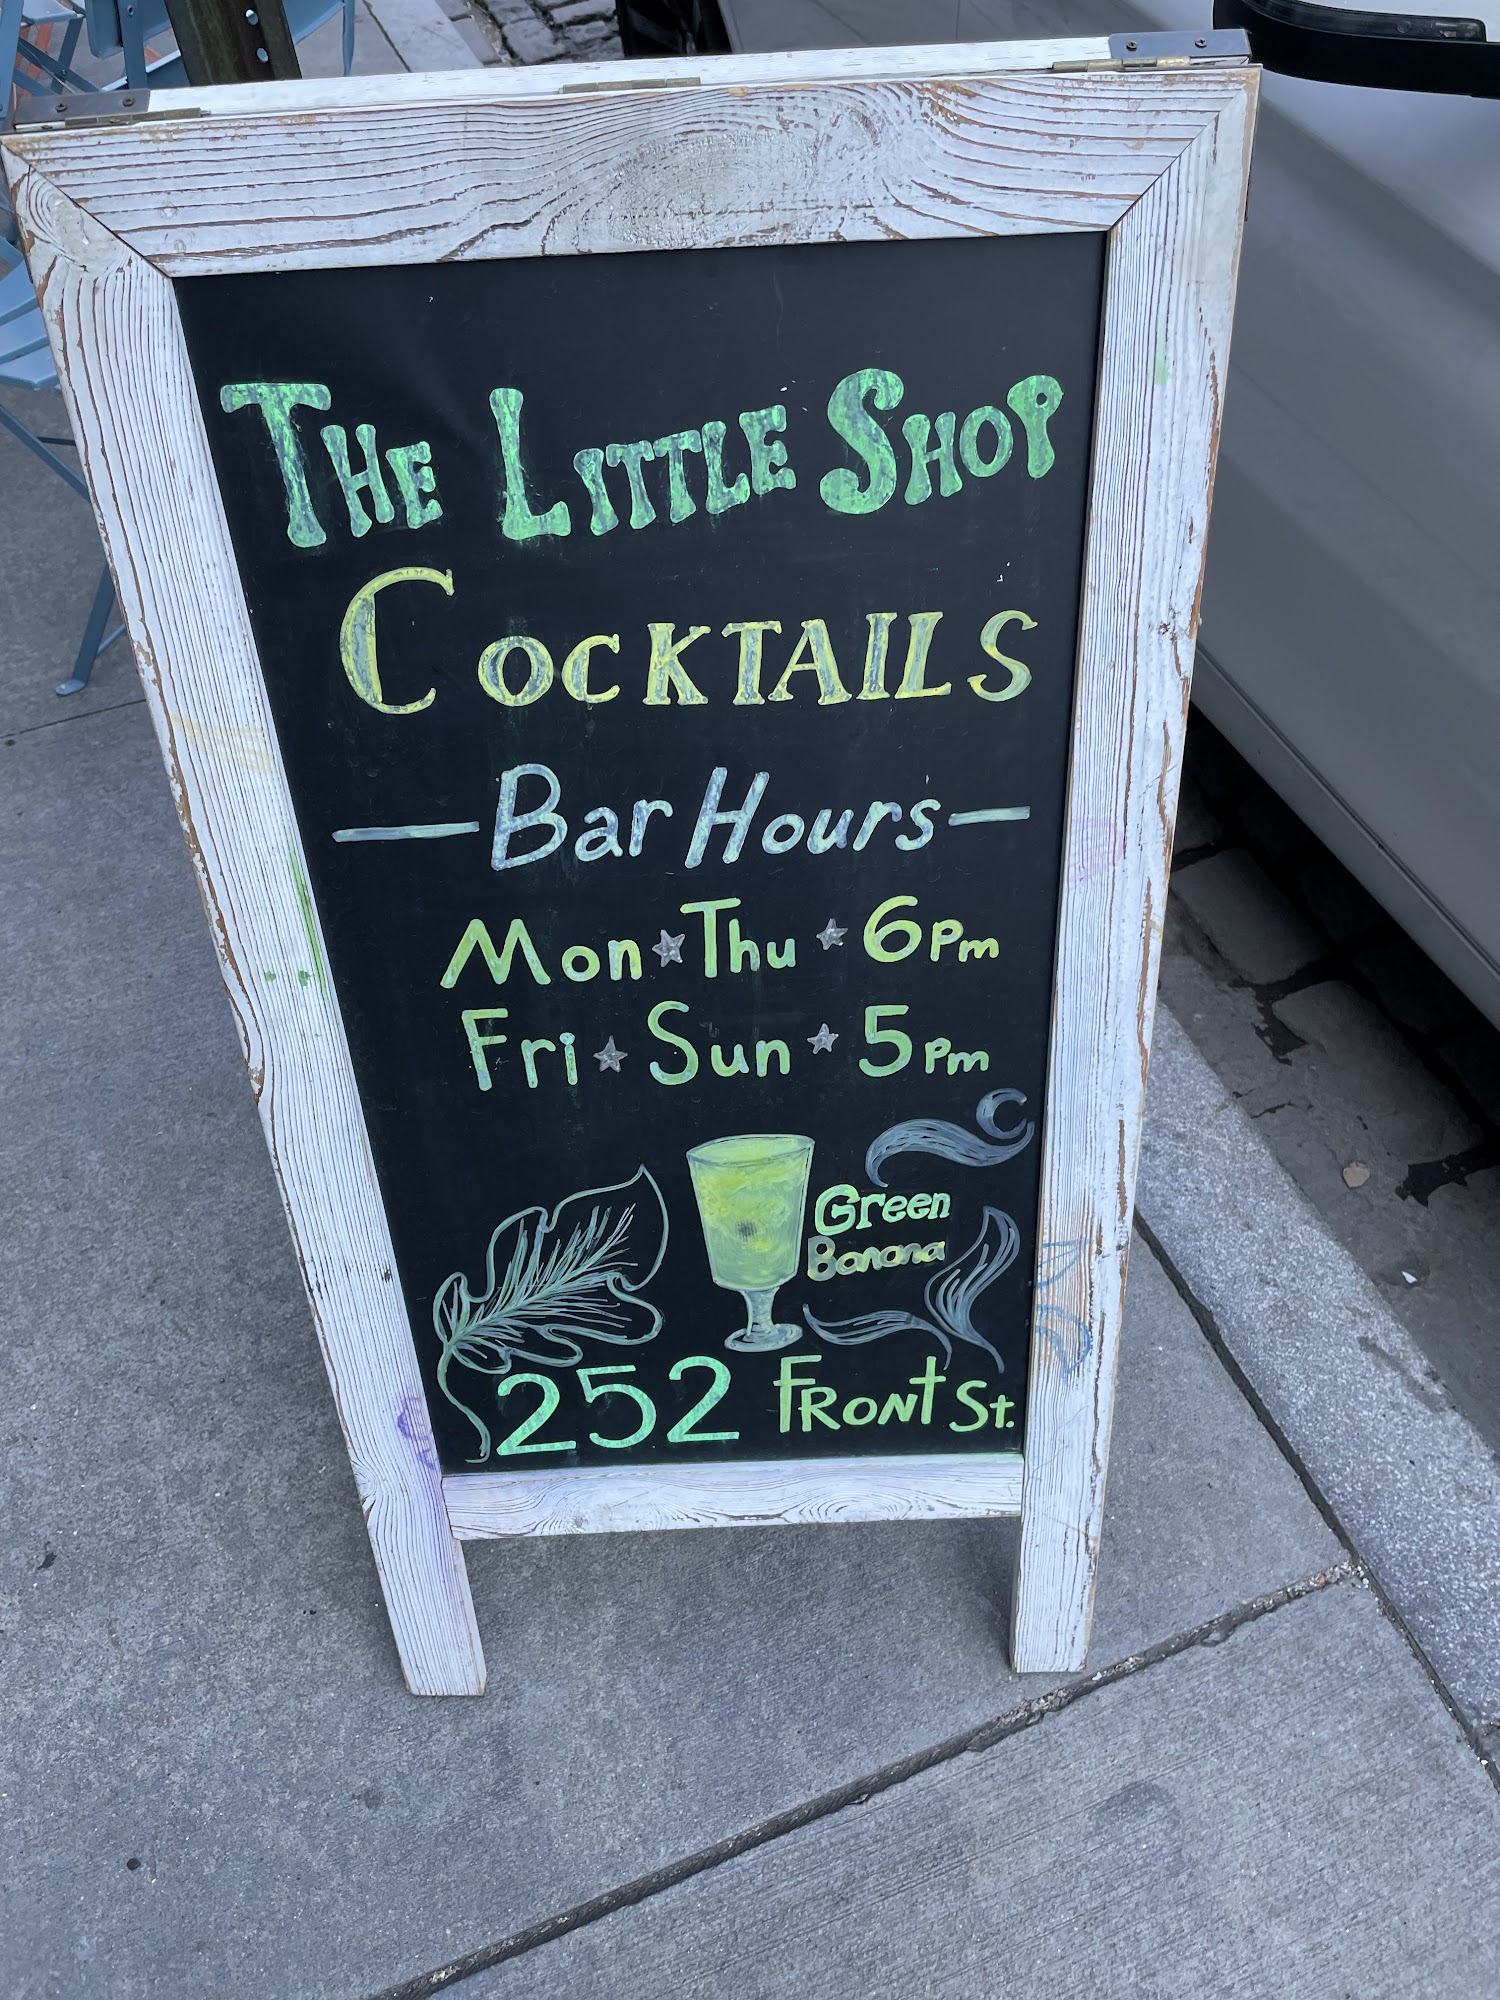 THE LITTLE SHOP
COCKTAILS
— Bar Hours —
Mon ★ Thu ★ 6pm
Fri ★ Sun ★ 5pm
Green
Banana
252 FRONT St.